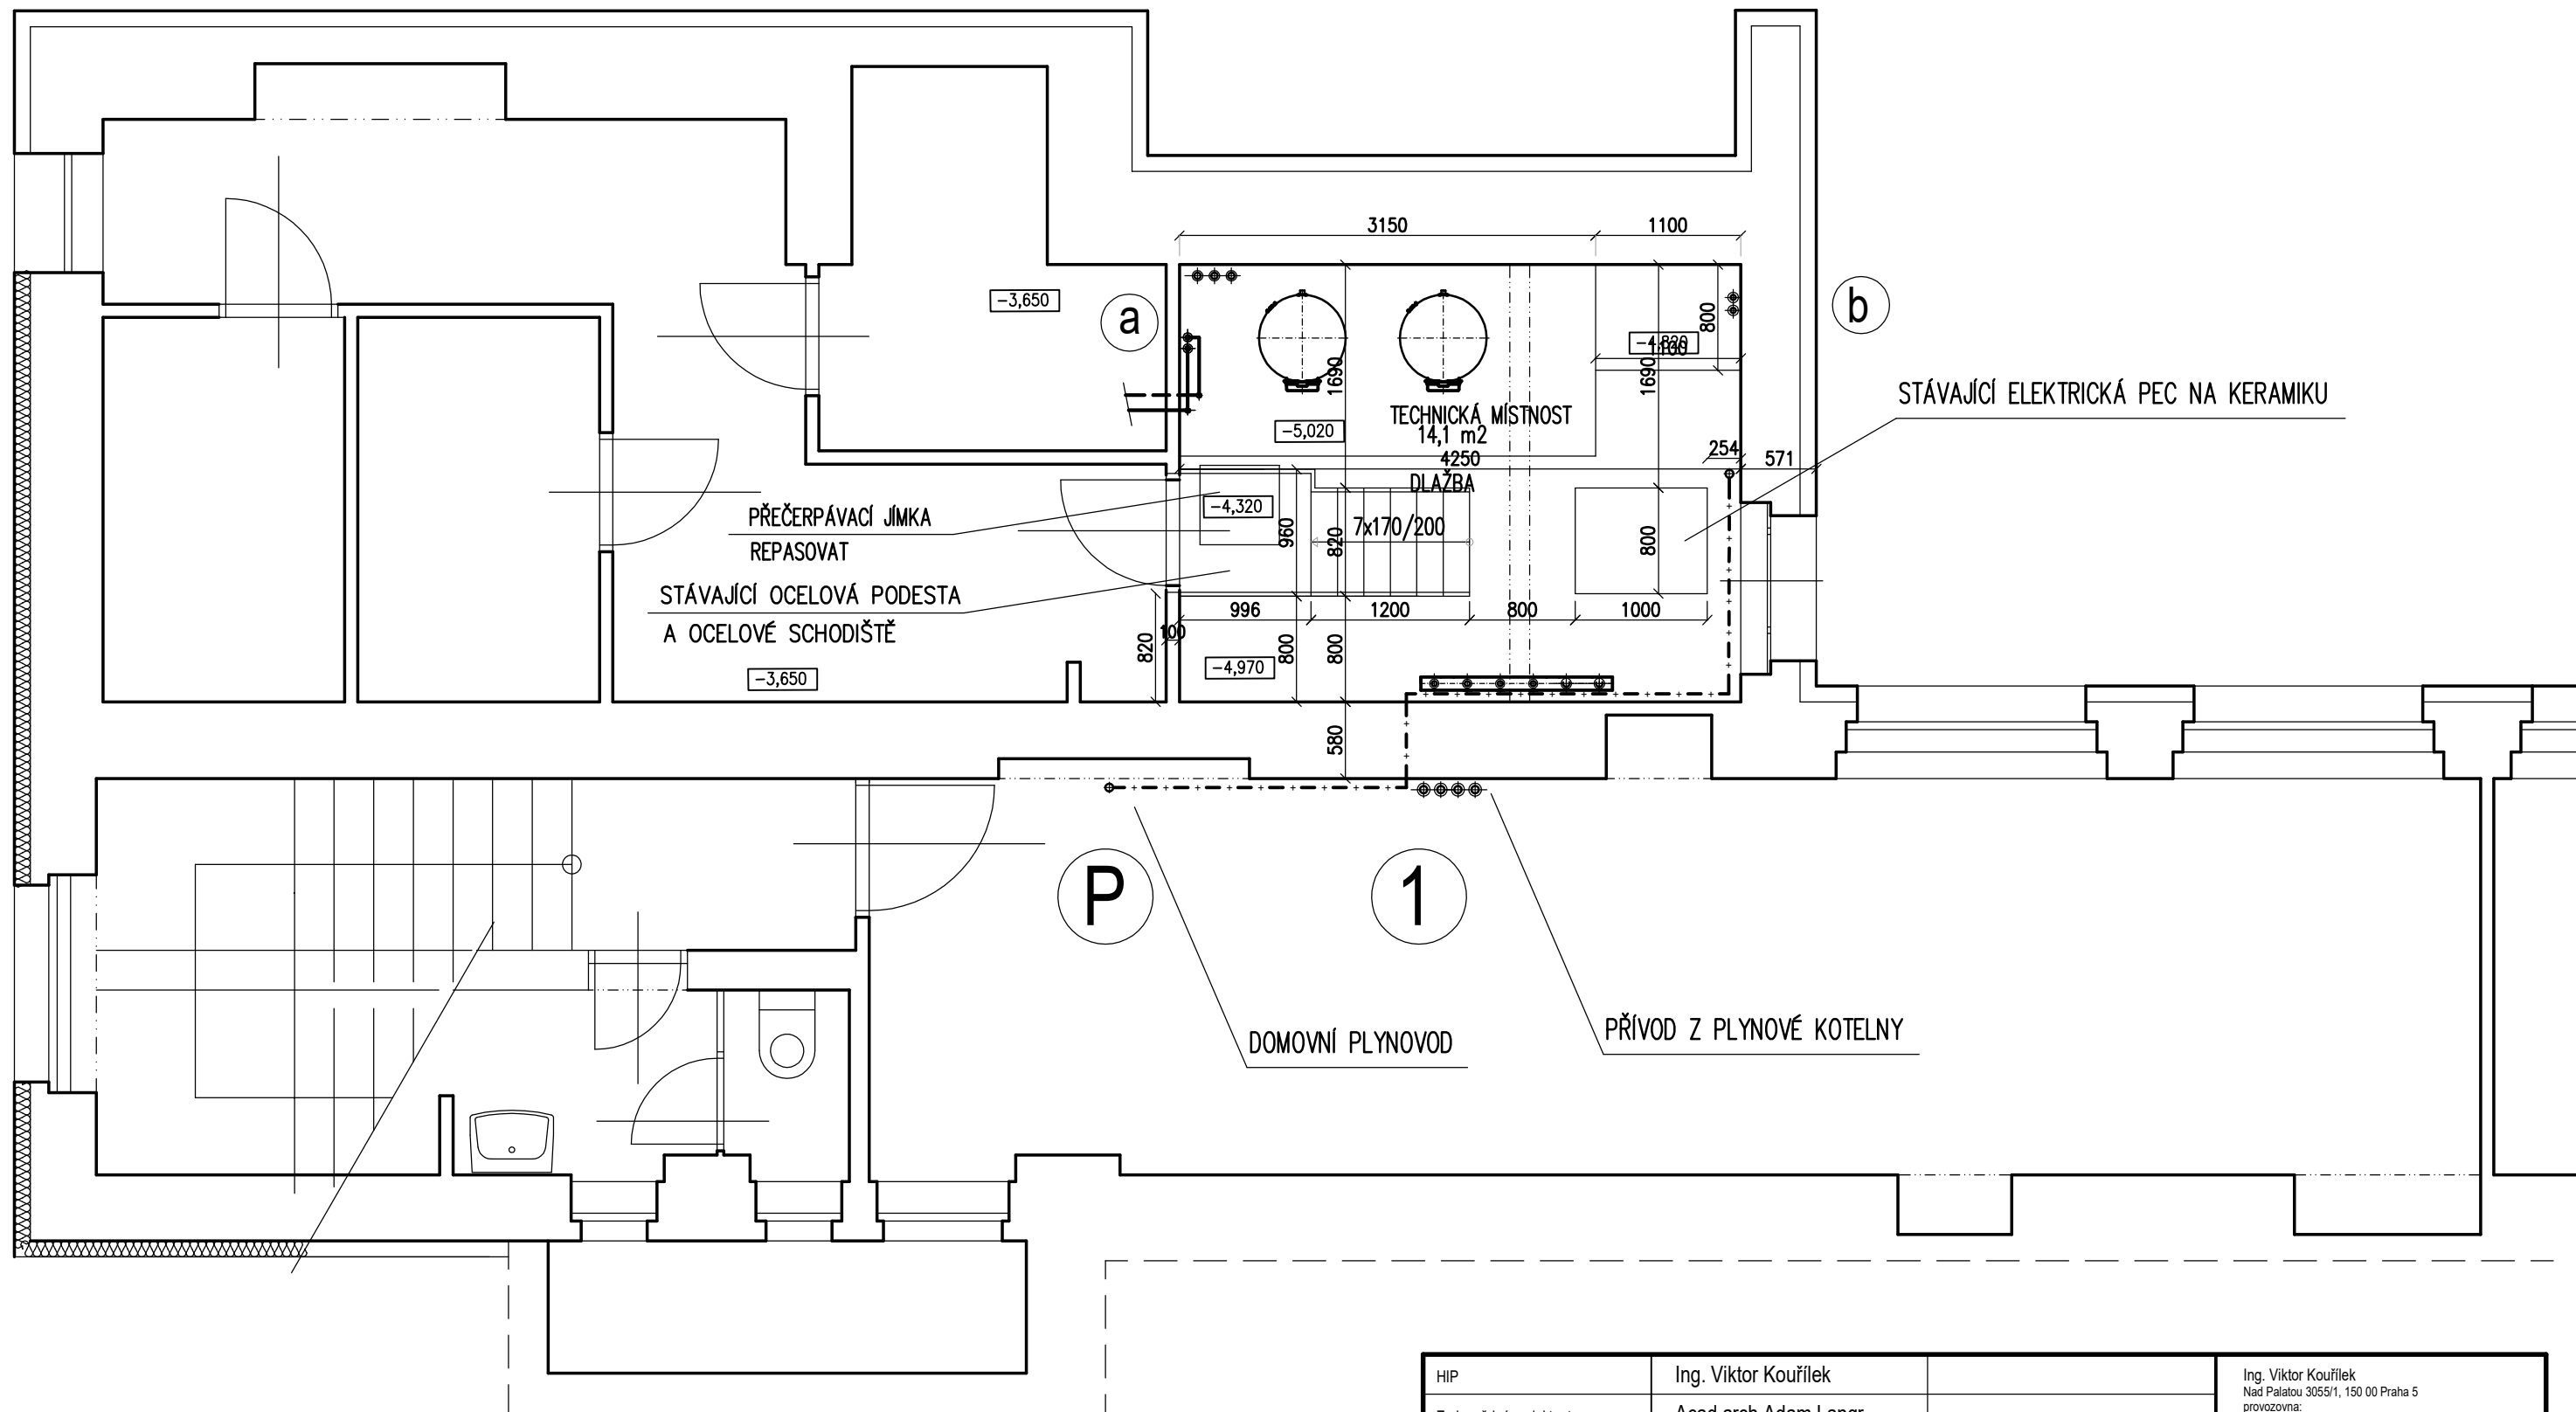 3150
1100
-3,650
a
b
800
-4,820
1100
1690
1690
STÁVAJÍCÍ ELEKTRICKÁ PEC NA KERAMIKU
TECHNICKÁ MÍSTNOST
14,1 m2
-5,020
254
4250
571
DLAŽBA
-4,320
PŘEČERPÁVACÍ JÍMKA
REPASOVAT
960
820
7x170/200
800
STÁVAJÍCÍ OCELOVÁ PODESTA
A OCELOVÉ SCHODIŠTĚ
996
1200
800
1000
100
820
800
800
-4,970
-3,650
580
P
1
DOMOVNÍ PLYNOVOD
PŘÍVOD Z PLYNOVÉ KOTELNY
HIP
Ing. Viktor Kouřílek
Ing. Viktor Kouřílek
Nad Palatou 3055/1, 150 00 Praha 5
provozovna: